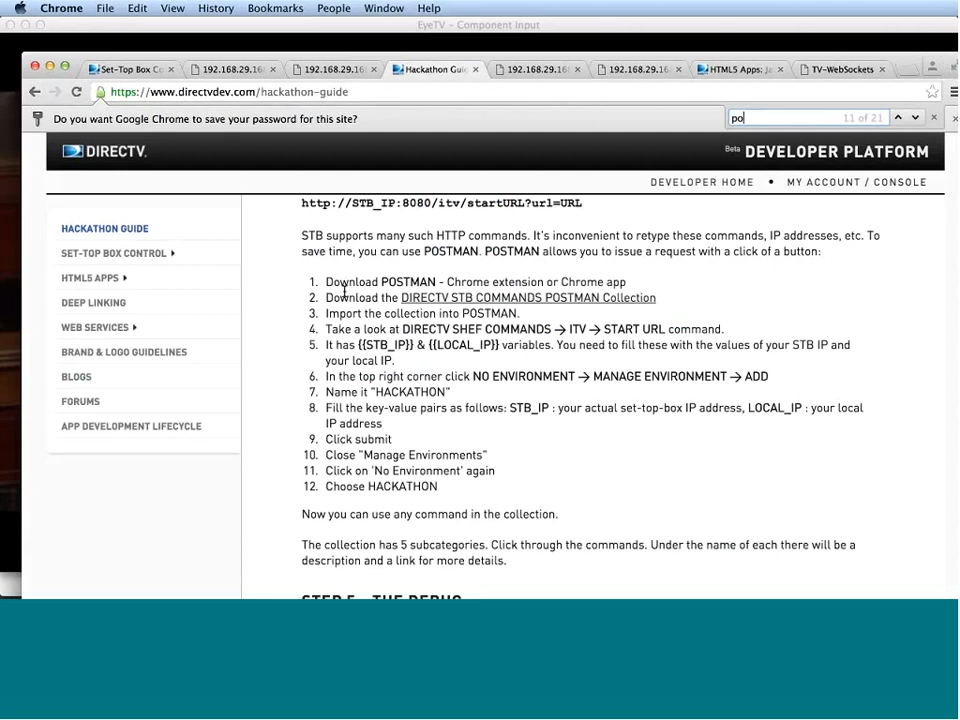 Chrome File Edit View History Bookmarks People Window Help
EyeTV - Component Input
Set-Top Box Co 192.168.29.16 192.168.29.16 Hackathon Guid 192.168.29.16 192.168.29.16 HTML5 Apps: Ja TV-WebSockets
https://www.directvdev.com/hackathon-guide
Do you want Google Chrome to save your password for this site?
po 11 of 21
DIRECTV. Beta DEVELOPER PLATFORM
DEVELOPER HOME • MY ACCOUNT / CONSOLE
HACKATHON GUIDE
SET-TOP BOX CONTROL
HTML5 APPS
DEEP LINKING
WEB SERVICES
BRAND & LOGO GUIDELINES
BLOGS
FORUMS
APP DEVELOPMENT LIFECYCLE
http://STB_IP:8080/itv/startURL?url=URL
STB supports many such HTTP commands. It's inconvenient to retype these commands, IP addresses, etc. To
save time, you can use POSTMAN. POSTMAN allows you to issue a request with a click of a button:
1. Download POSTMAN - Chrome extension or Chrome app
2. Download the DIRECTV STB COMMANDS POSTMAN Collection
3. Import the collection into POSTMAN.
4. Take a look at DIRECTV SHEF COMMANDS → ITV → START URL command.
5. It has {{STB_IP}} & {{LOCAL_IP}} variables. You need to fill these with the values of your STB IP and
your local IP.
6. In the top right corner click NO ENVIRONMENT → MANAGE ENVIRONMENT → ADD
7. Name it "HACKATHON"
8. Fill the key-value pairs as follows: STB_IP : your actual set-top-box IP address, LOCAL_IP : your local
IP address
9. Click submit
10. Close "Manage Environments"
11. Click on 'No Environment' again
12. Choose HACKATHON
Now you can use any command in the collection.
The collection has 5 subcategories. Click through the commands. Under the name of each there will be a
description and a link for more details.
STEP 5 - THE DEBUG